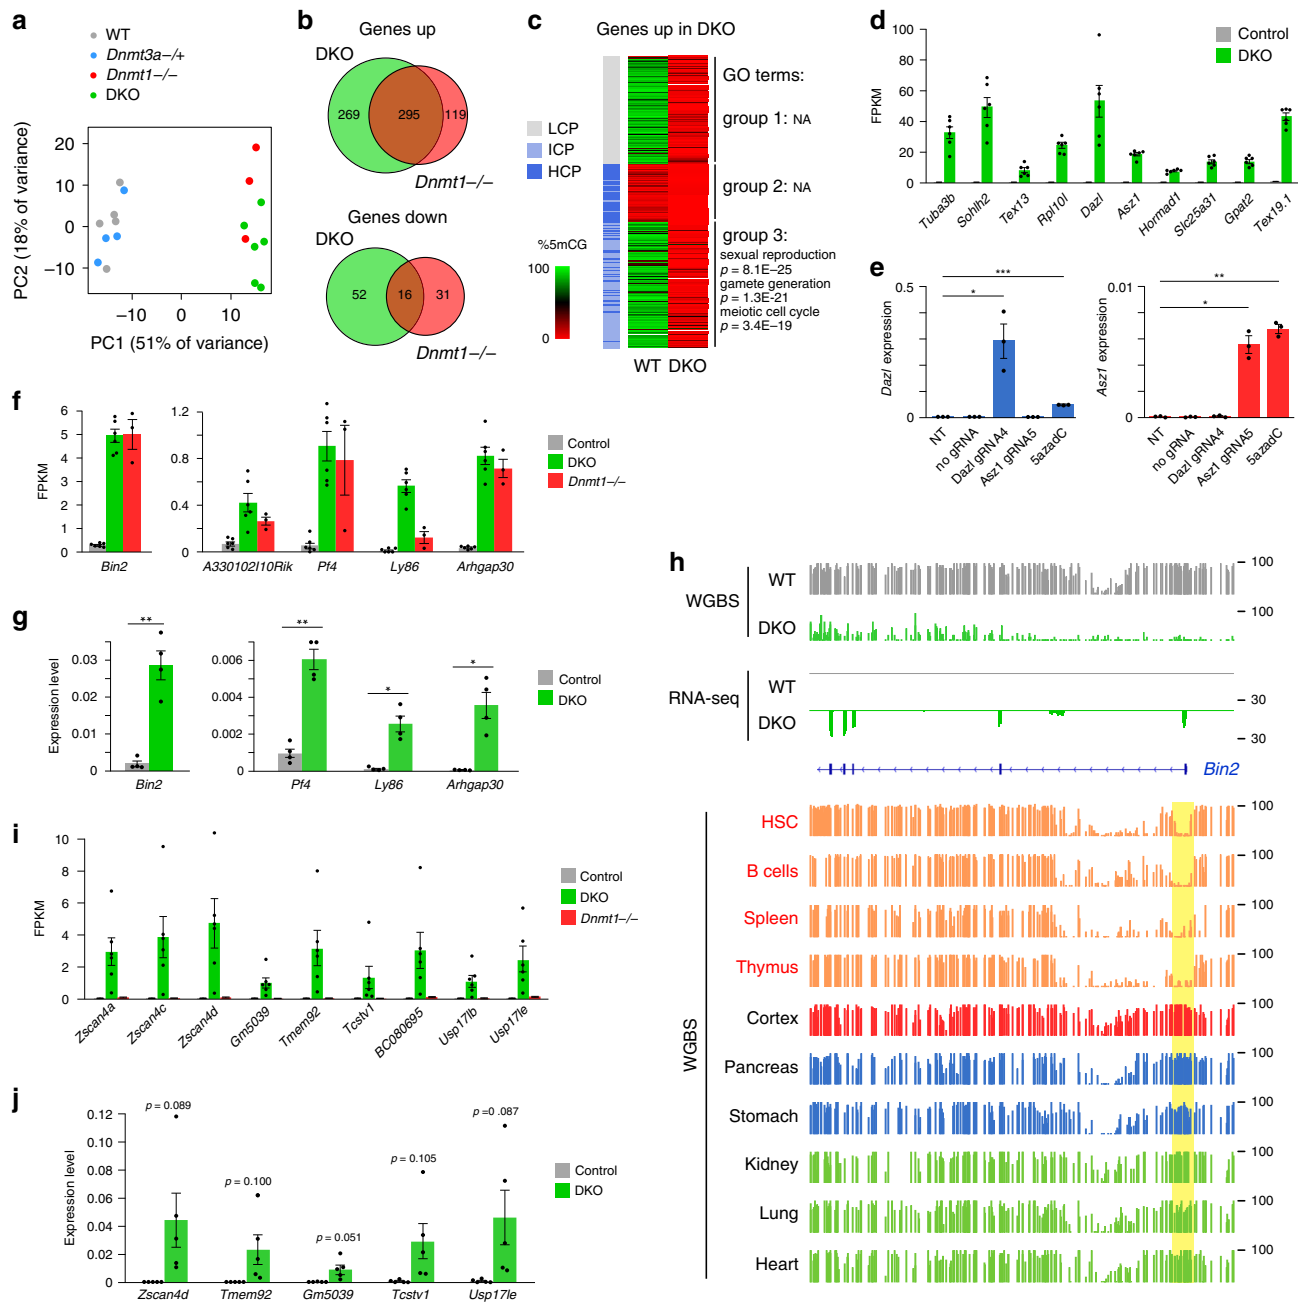 a
WT
Dnmt3a−/+
Dnmt1−/−
DKO
20
10
0
−10
−10
0
10
PC2 (18% of variance)
PC1 (51% of variance)
b
Genes up
DKO
269
295
119
Dnmt1−/−
Genes down
DKO
52
16
31
Dnmt1−/−
c
Genes up in DKO
LCP
ICP
HCP
%5mCG
100
0
WT DKO
GO terms:
group 1: NA
group 2: NA
group 3:
sexual reproduction
p = 8.1E−25
gamete generation
p = 1.3E-21
meiotic cell cycle
p = 3.4E−19
d
Control
DKO
FPKM
100
80
60
40
20
0
Tuba3b
Sohlh2
Tex13
Rpl10l
Dazl
Asz1
Hormad1
Slc25a31
Gpat2
Tex19.1
e
Dazl expression
0.5
0
***
*
NT
no gRNA
Dazl gRNA4
Asz1 gRNA5
5azadC
Asz1 expression
0.01
0
**
*
NT
no gRNA
Dazl gRNA4
Asz1 gRNA5
5azadC
f
FPKM
6
5
4
3
2
1
0
Bin2
1.2
0.8
0.4
0
A330102I10Rik
Pf4
Ly86
Arhgap30
Control
DKO
Dnmt1−/−
g
Expression level
0.03
0.02
0.01
0
**
Bin2
0.006
0.004
0.002
0
**
*
*
Pf4
Ly86
Arhgap30
Control
DKO
h
WGBS
WT
100
DKO
100
RNA-seq
WT
30
DKO
30
Bin2
WGBS
HSC
100
B cells
100
Spleen
100
Thymus
100
Cortex
100
Pancreas
100
Stomach
100
Kidney
100
Lung
100
Heart
100
i
FPKM
10
8
6
4
2
0
Zscan4a
Zscan4c
Zscan4d
Gm5039
Tmem92
Tcstv1
BC080695
Usp17lb
Usp17le
Control
DKO
Dnmt1−/−
j
Expression level
0.12
0.10
0.08
0.06
0.04
0.02
0
p = 0.089
p = 0.100
p = 0.051
p = 0.105
p =0 .087
Zscan4d
Tmem92
Gm5039
Tcstv1
Usp17le
Control
DKO